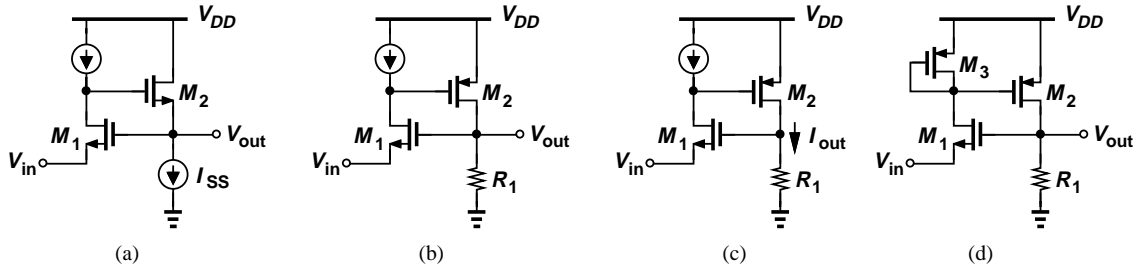 V_DD
M_2
M_1
V_out
V_in
I_SS
(a)
V_DD
M_2
M_1
V_out
V_in
R_1
(b)
V_DD
M_2
M_1
I_out
V_in
R_1
(c)
V_DD
M_3
M_2
M_1
V_out
V_in
R_1
(d)